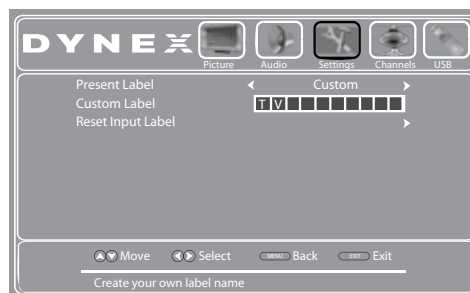 DYNEX
Picture Audio Settings Channels USB
Present Label Custom
Custom Label TV
Reset Input Label
Move Select MENU Back EXIT Exit
Create your own label name